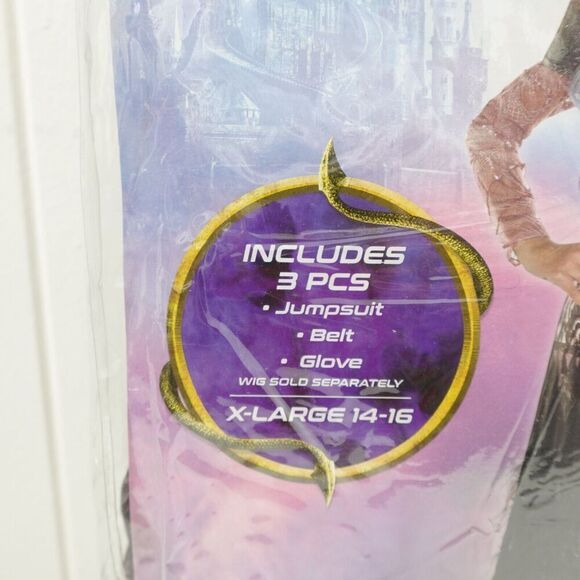 INCLUDES
3 PCS
• Jumpsuit
• Belt
• Glove
WIG SOLD SEPARATELY
X-LARGE 14-16